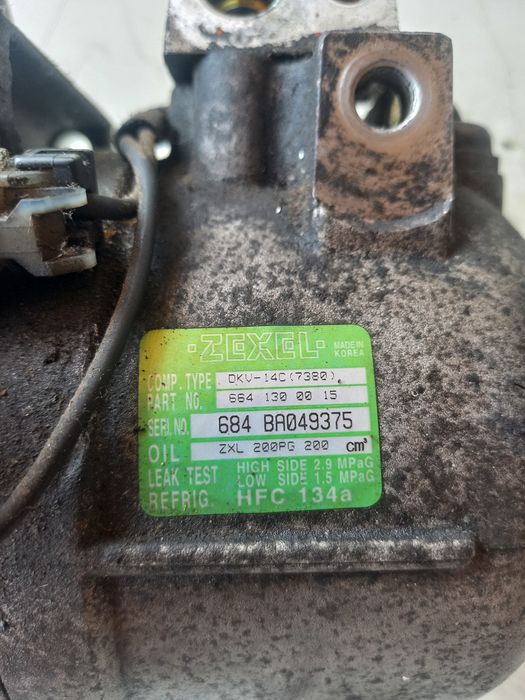 ·ZEXEL· MADE IN KOREA
COMP. TYPE DKV-14C(7380)
PART NO. 664 130 00 15
SERI.NO. 684 BA049375
OIL ZXL 200PG 200 cm³
LEAK TEST HIGH SIDE 2.9 MPaG
LOW SIDE 1.5 MPaG
REFRIG. HFC 134a